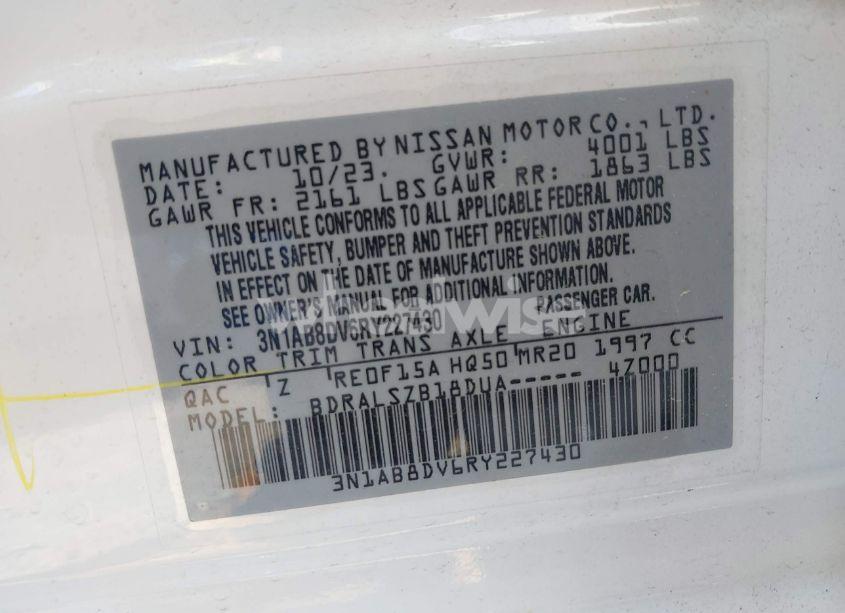 MANUFACTURED BY NISSAN MOTOR CO., LTD.
DATE: 10/23. GVWR: 4001 LBS
GAWR FR: 2161 LBS GAWR RR: 1863 LBS
THIS VEHICLE CONFORMS TO ALL APPLICABLE FEDERAL MOTOR
VEHICLE SAFETY, BUMPER AND THEFT PREVENTION STANDARDS
IN EFFECT ON THE DATE OF MANUFACTURE SHOWN ABOVE.
SEE OWNER'S MANUAL FOR ADDITIONAL INFORMATION.
VIN: 3N1AB8DV6RY227430 PASSENGER CAR.
COLOR TRIM TRANS AXLE ENGINE
QAC Z RE0F15A HQ50 MR20 1997 CC
MODEL: BDRALSZB18DUA----- 47000
3N1AB8DV6RY227430